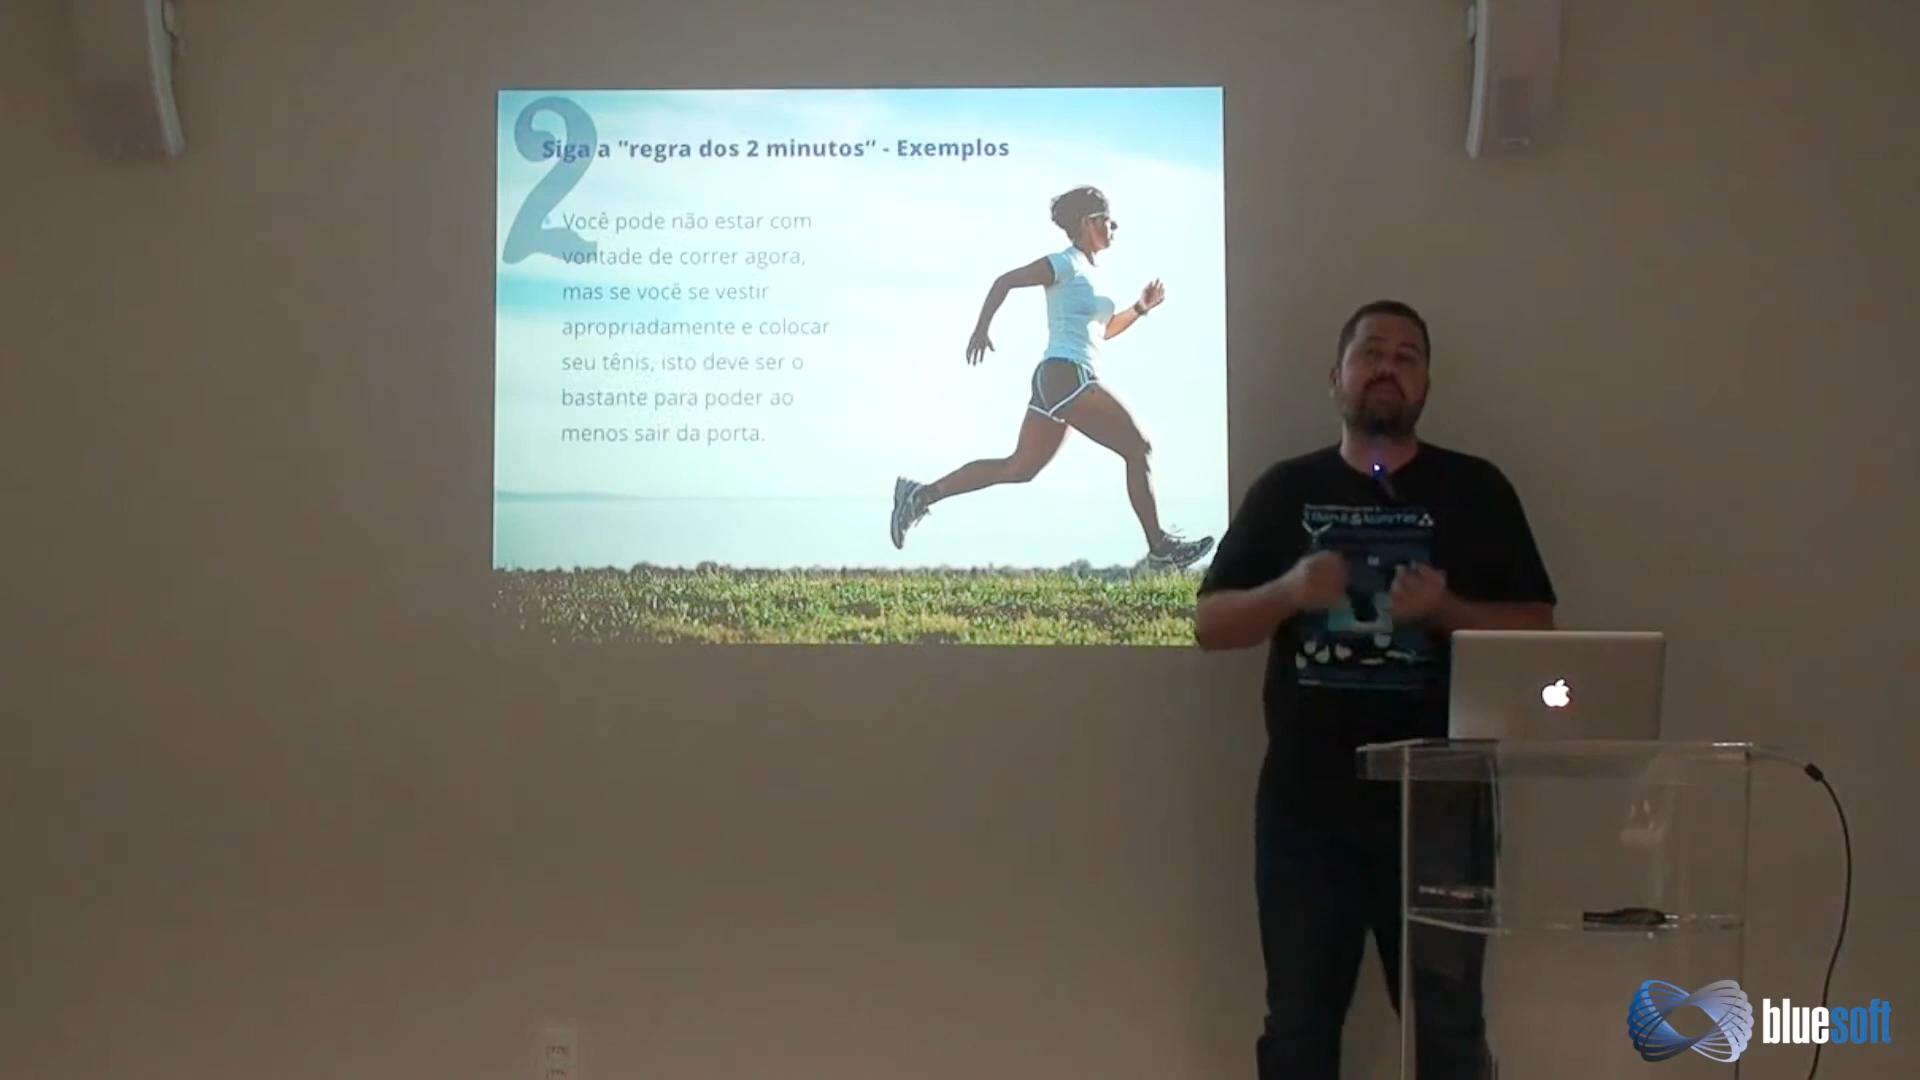 2
Siga a "regra dos 2 minutos" - Exemplos
Você pode não estar com
vontade de correr agora,
mas se você se vestir
apropriadamente e colocar
seu tênis, isto deve ser o
bastante para poder ao
menos sair da porta.
bluesoft